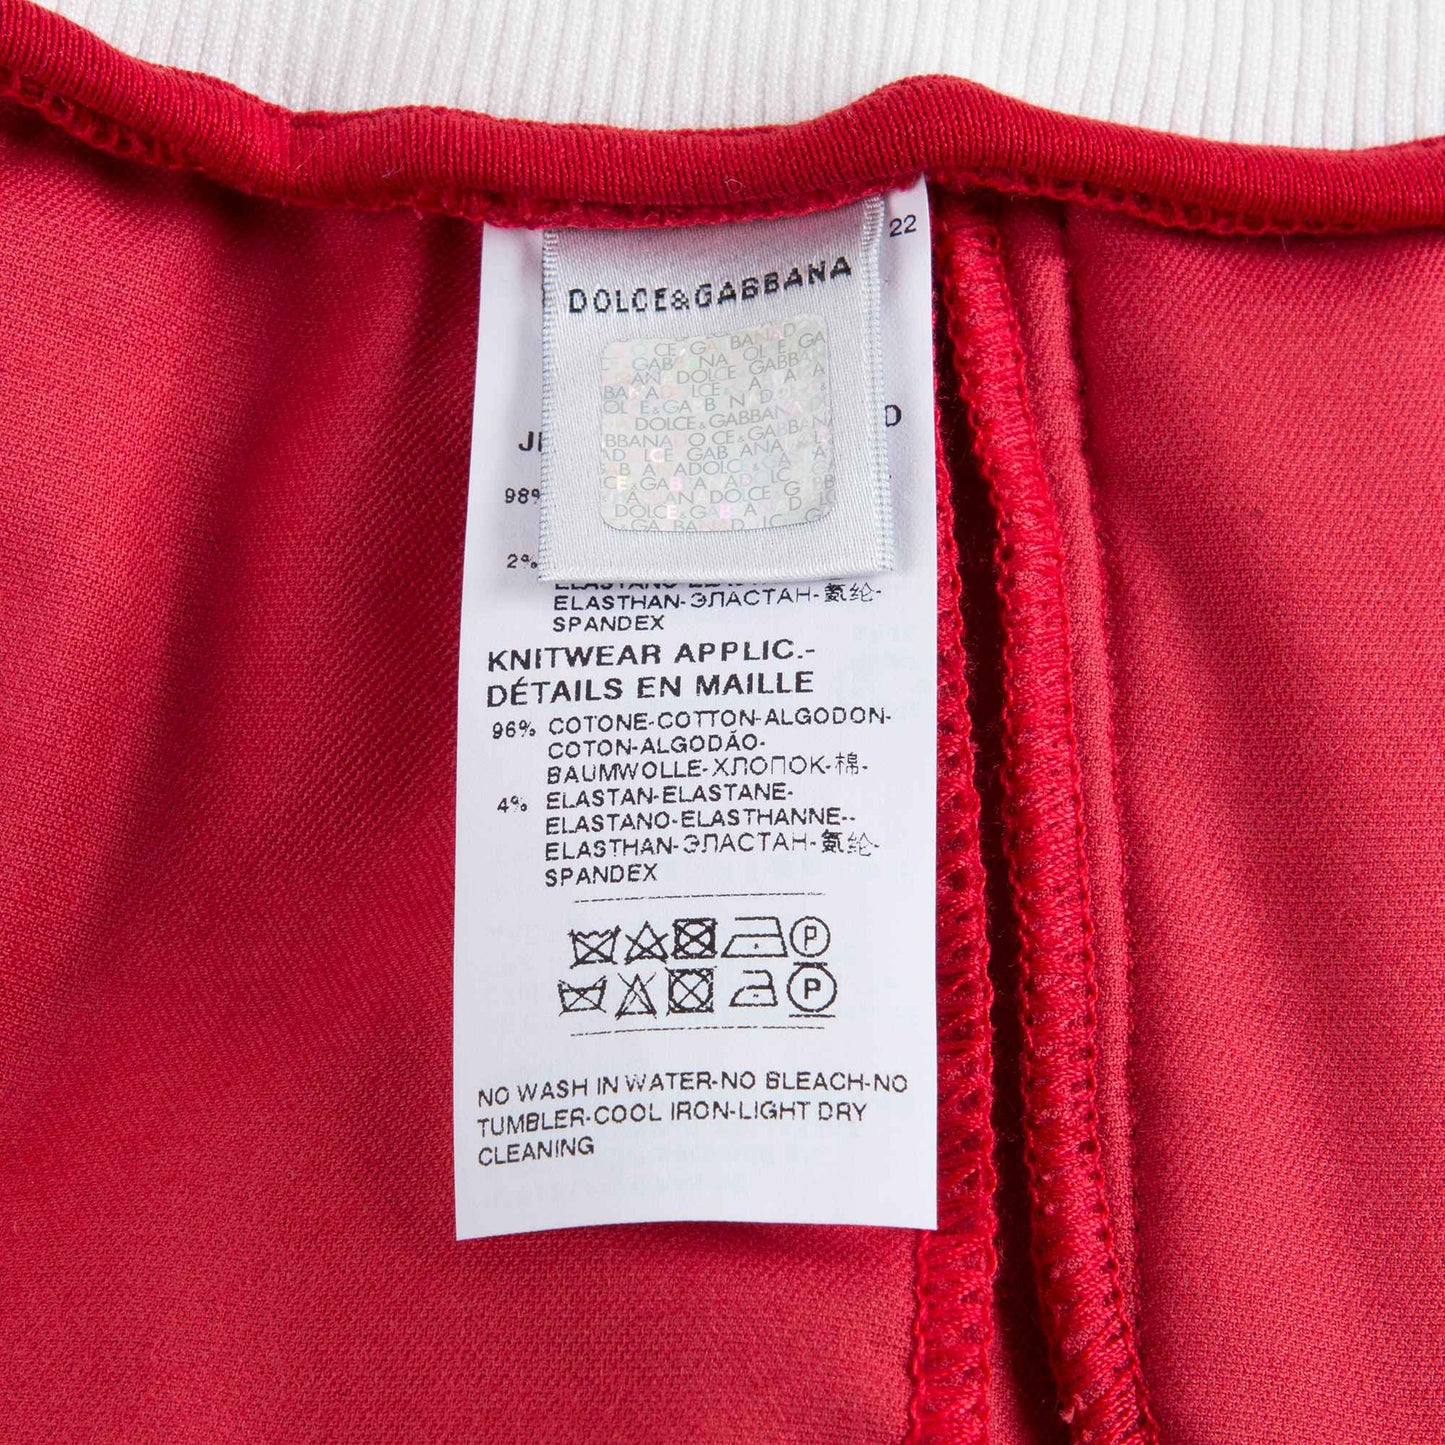 22
DOLCE&GABBANA
98%
2%
ELASTHAN-ЭЛАСТАН-氨纶-
SPANDEX
KNITWEAR APPLIC.-
DÉTAILS EN MAILLE
96% COTONE-COTTON-ALGODON-
COTON-ALGODÃO-
BAUMWOLLE-ХЛОПОК-棉-
4% ELASTAN-ELASTANE-
ELASTANO-ELASTHANNE--
ELASTHAN-ЭЛАСТАН-氨纶-
SPANDEX
P
P
NO WASH IN WATER-NO BLEACH-NO
TUMBLER-COOL IRON-LIGHT DRY
CLEANING